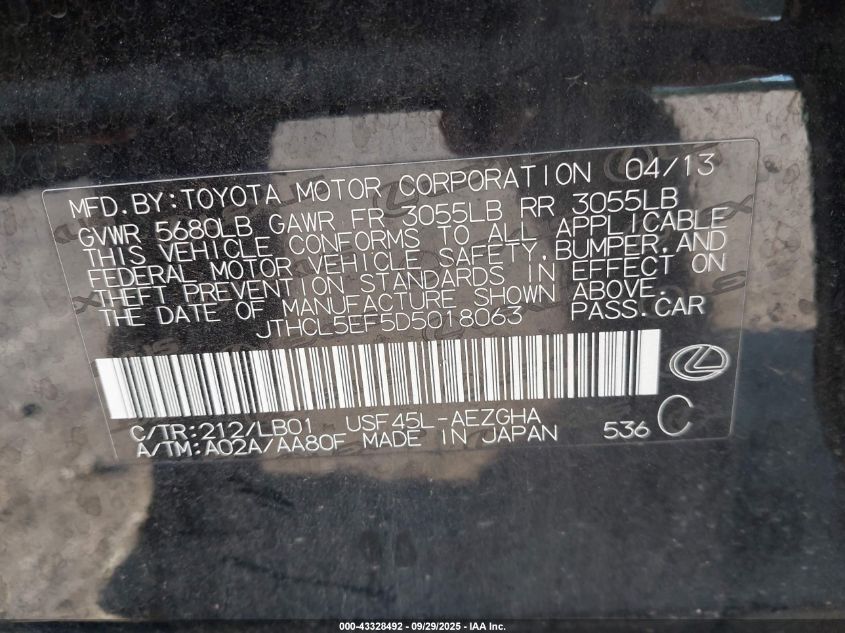 MFD.BY:TOYOTA MOTOR CORPORATION 04/13
GVWR 5680LB GAWR FR 3055LB RR 3055LB
THIS VEHICLE CONFORMS TO ALL APPLICABLE
FEDERAL MOTOR VEHICLE SAFETY,BUMPER,AND
THEFT PREVENTION STANDARDS IN EFFECT ON
THE DATE OF MANUFACTURE SHOWN ABOVE.
JTHCL5EF5D5018063 PASS.CAR
C/TR:212/LB01 USF45L-AEZGHA
A/TM:A02A/AA80F MADE IN JAPAN 536 C
000-43328492 - 09/29/2025 - IAA Inc.